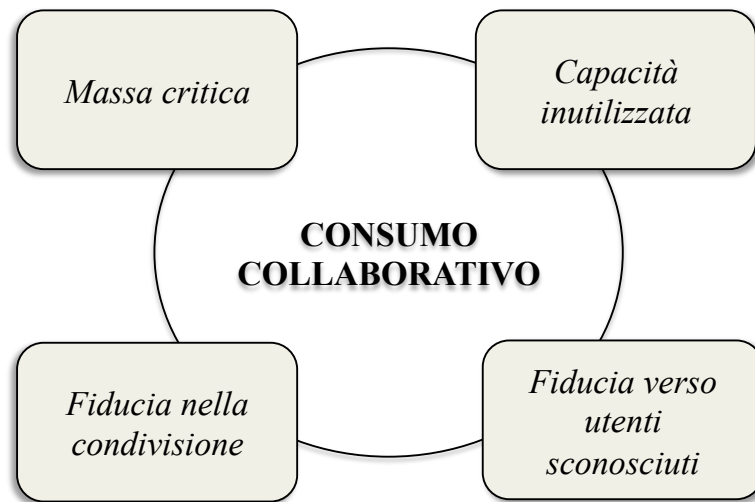 Massa critica
Capacità
inutilizzata
CONSUMO
COLLABORATIVO
Fiducia nella
condivisione
Fiducia verso
utenti
sconosciuti